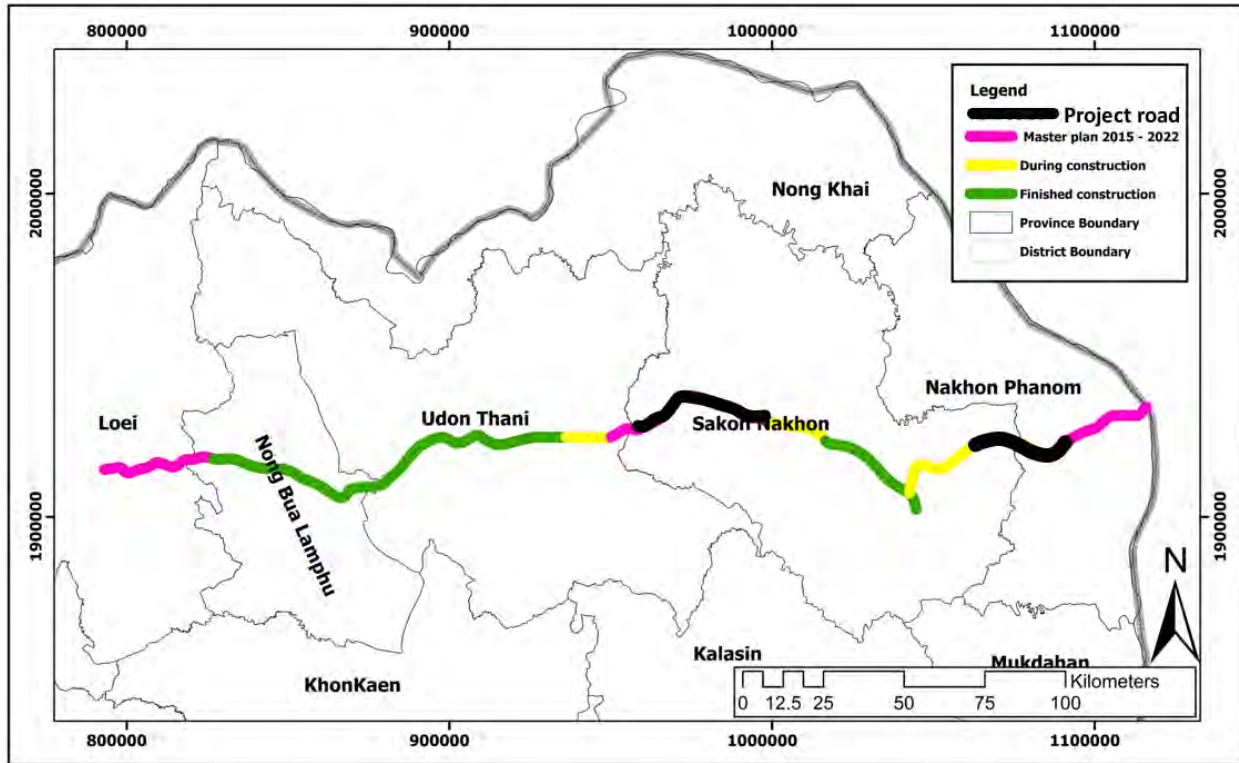 800000 900000 1000000 1100000
Legend
Project road
Master plan 2015 - 2022
During construction
Finished construction
Province Boundary
District Boundary
2000000
2000000
Nong Khai
Nakhon Phanom
Loei
Udon Thani
Sakon Nakhon
Nong Bua Lamphu
1900000
1900000
N
KhonKaen
Kalasin
Mukdahan
Kilometers
0 12.5 25 50 75 100
800000 900000 1000000 1100000